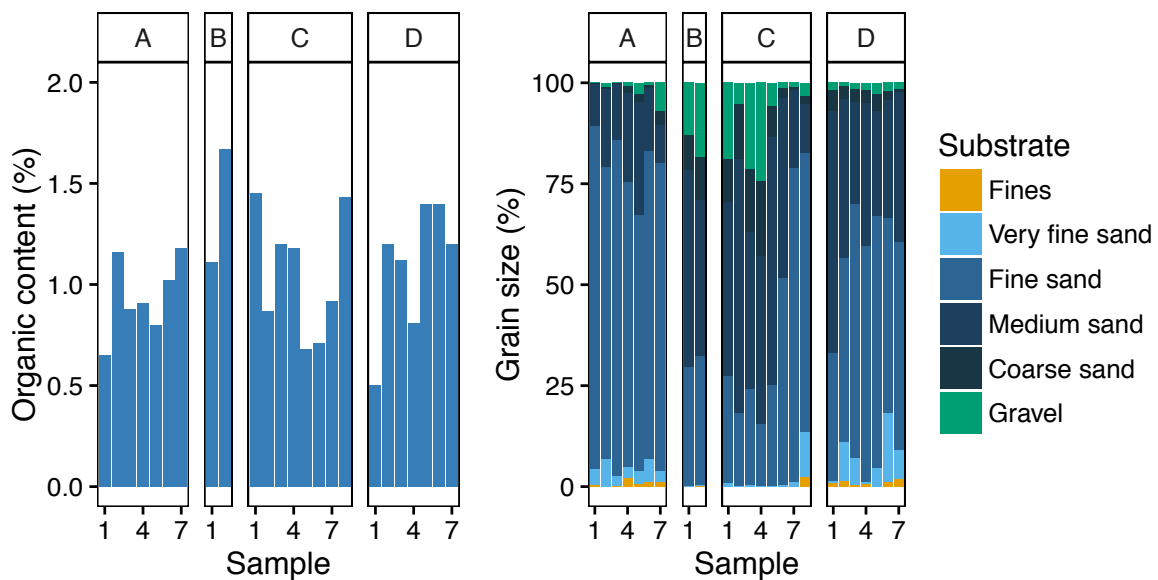 A B C D
2.0
1.5
1.0
0.5
0.0
Organic content (%)
1 4 7 1 1 4 7 1 4 7
Sample
A B C D
100
75
50
25
0
Grain size (%)
1 4 7 1 1 4 7 1 4 7
Sample
Substrate
Fines
Very fine sand
Fine sand
Medium sand
Coarse sand
Gravel